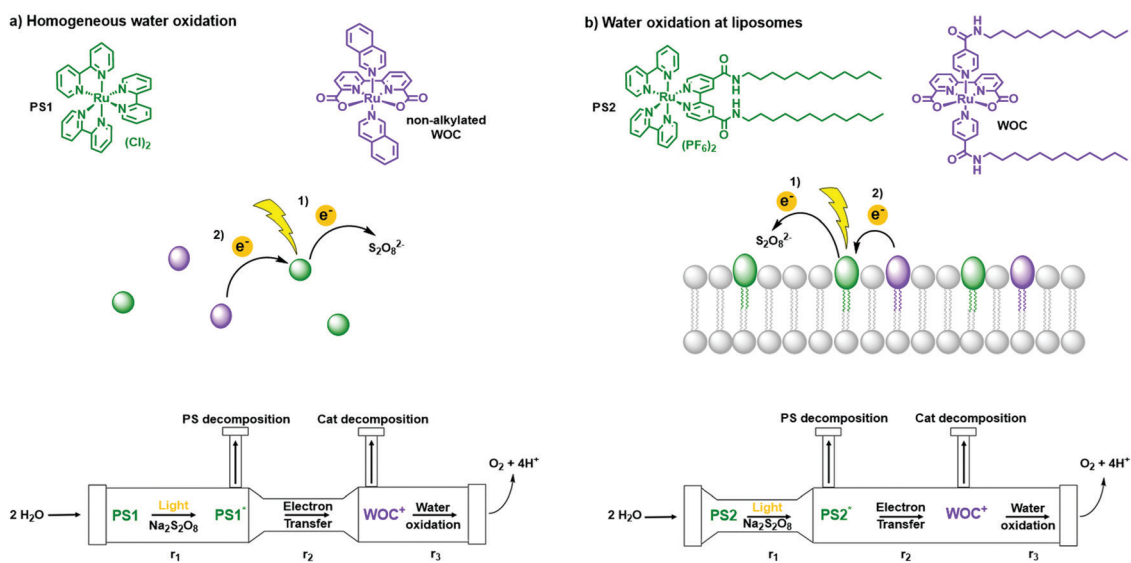 a) Homogeneous water oxidation
PS1
N
N
N
N
N
N
Ru
(Cl)2
N
N
N
N
Ru
O
O
O
O
non-alkylated
WOC
1)
e-
2)
e-
S2O8 2-
PS decomposition
Cat decomposition
O2 + 4H+
2 H2O
PS1
Light
Na2S2O8
PS1*
Electron
Transfer
WOC+
Water
oxidation
r1
r2
r3
b) Water oxidation at liposomes
PS2
N
N
N
N
N
N
Ru
O
N
H
H
N
O
(PF6)2
O
H
N
N
N
N
N
Ru
O
O
O
O
WOC
O
N
H
1)
e-
2)
e-
S2O8 2-
PS decomposition
Cat decomposition
O2 + 4H+
2 H2O
PS2
Light
Na2S2O8
PS2*
Electron
Transfer
WOC+
Water
oxidation
r1
r2
r3